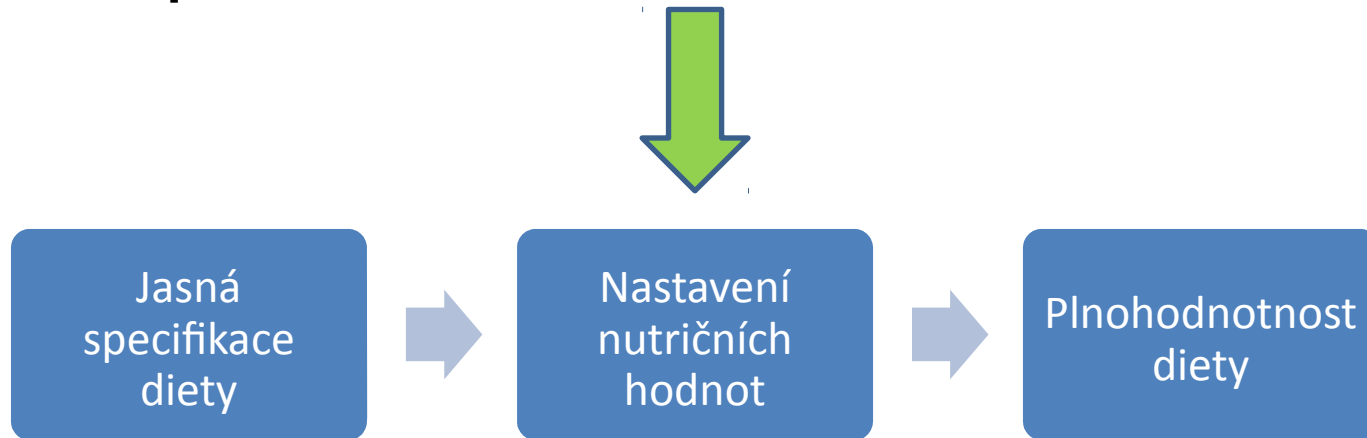 Jasná
specifikace
diety
Nastavení
nutričních
hodnot
Plnohodnotnost
diety